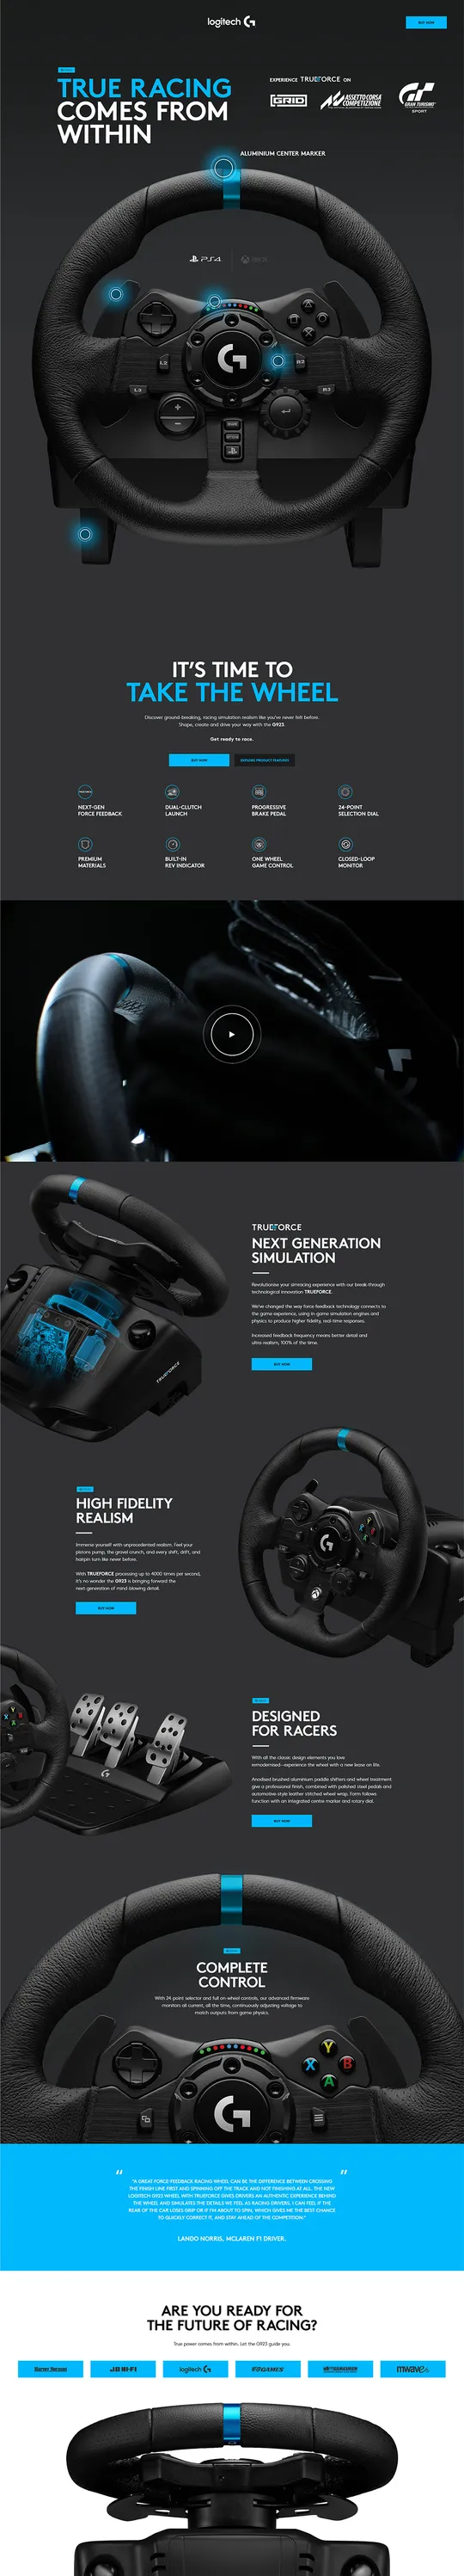 logitech G
BUY NOW
TRUE RACING
COMES FROM
WITHIN
EXPERIENCE TRUEFORCE ON
GRID
ASSETTO CORSA
COMPETIZIONE
GT
GRAN TURISMO
SPORT
ALUMINIUM CENTER MARKER
PS4
XBOX
L2
R2
L3
R3
+
−
SHARE
OPTIONS
IT'S TIME TO
TAKE THE WHEEL
Discover ground-breaking, racing simulation realism like you've never felt before.
Shape, create and drive your way with the G923.
Get ready to race.
BUY NOW
EXPLORE PRODUCT FEATURES
NEXT-GEN
FORCE FEEDBACK
DUAL-CLUTCH
LAUNCH
PROGRESSIVE
BRAKE PEDAL
24-POINT
SELECTION DIAL
PREMIUM
MATERIALS
BUILT-IN
REV INDICATOR
ONE WHEEL
GAME CONTROL
CLOSED-LOOP
MONITOR
TRUEFORCE
NEXT GENERATION
SIMULATION
Revolutionise your simracing experience with our break-through
technological innovation TRUEFORCE.
We've changed the way force feedback technology connects to
the game experience, using in-game simulation engines and
physics to produce higher fidelity, real-time responses.
Increased feedback frequency means better detail and
ultra-realism, 100% of the time.
BUY NOW
TRUEFORCE
HIGH FIDELITY
REALISM
Immerse yourself with unprecedented realism. Feel your
pistons pump, the gravel crunch, and every shift, drift, and
hairpin turn like never before.
With TRUEFORCE processing up to 4000 times per second,
it's no wonder the G923 is bringing forward the
next-generation of mind-blowing detail.
BUY NOW
DESIGNED
FOR RACERS
With all the classic design elements you love
remodernised—experience the wheel with a new lease on life.
Anodised brushed aluminium paddle shifters and wheel treatment
give a professional finish, combined with polished steel pedals and
automotive-style leather stitched wheel wrap. Form follows
function with an integrated centre marker and rotary dial.
BUY NOW
Y
X
B
A
COMPLETE
CONTROL
With 24-point selector and full on-wheel controls, our advanced firmware
monitors all current, all the time, continuously adjusting voltage to
match outputs from game physics.
Y
X
B
A
"A GREAT FORCE-FEEDBACK RACING WHEEL CAN BE THE DIFFERENCE BETWEEN CROSSING
THE FINISH LINE FIRST AND SPINNING OFF THE TRACK AND NOT FINISHING AT ALL. THE NEW
LOGITECH G923 WHEEL WITH TRUEFORCE GIVES DRIVERS AN AUTHENTIC EXPERIENCE BEHIND
THE WHEEL AND SIMULATES THE DETAILS WE FEEL AS RACING DRIVERS. I CAN FEEL IF THE
REAR OF THE CAR LOSES GRIP OR IF I'M ABOUT TO SPIN, WHICH GIVES ME THE BEST CHANCE
TO QUICKLY CORRECT IT, AND STAY AHEAD OF THE COMPETITION."
LANDO NORRIS, MCLAREN F1 DRIVER.
ARE YOU READY FOR
THE FUTURE OF RACING?
True power comes from within. Let the G923 guide you.
Harvey Norman
JB HI-FI
logitech G
EB GAMES
mwave